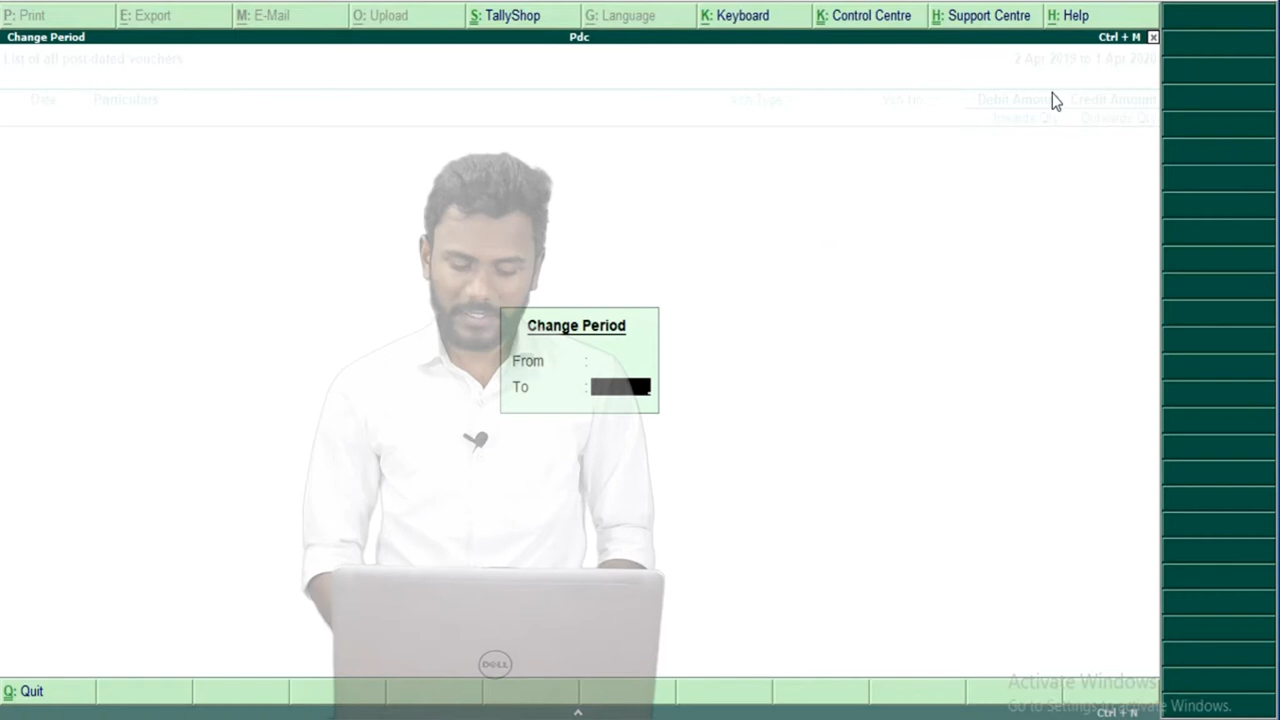 P: Print E: Export M: E-Mail O: Upload S: TallyShop G: Language K: Keyboard K: Control Centre H: Support Centre H: Help
Change Period Pdc Ctrl + M x
List of all post dated vouchers 2 Apr 2019 to 1 Apr 2020
Date Particulars Vch Type Vch No. Debit Amount Credit Amount
Inwards Qty Outwards Qty
Change Period
From :
To :
DELL
Activate Windows
Q: Quit
Go to Settings to activate Windows.
Ctrl + N